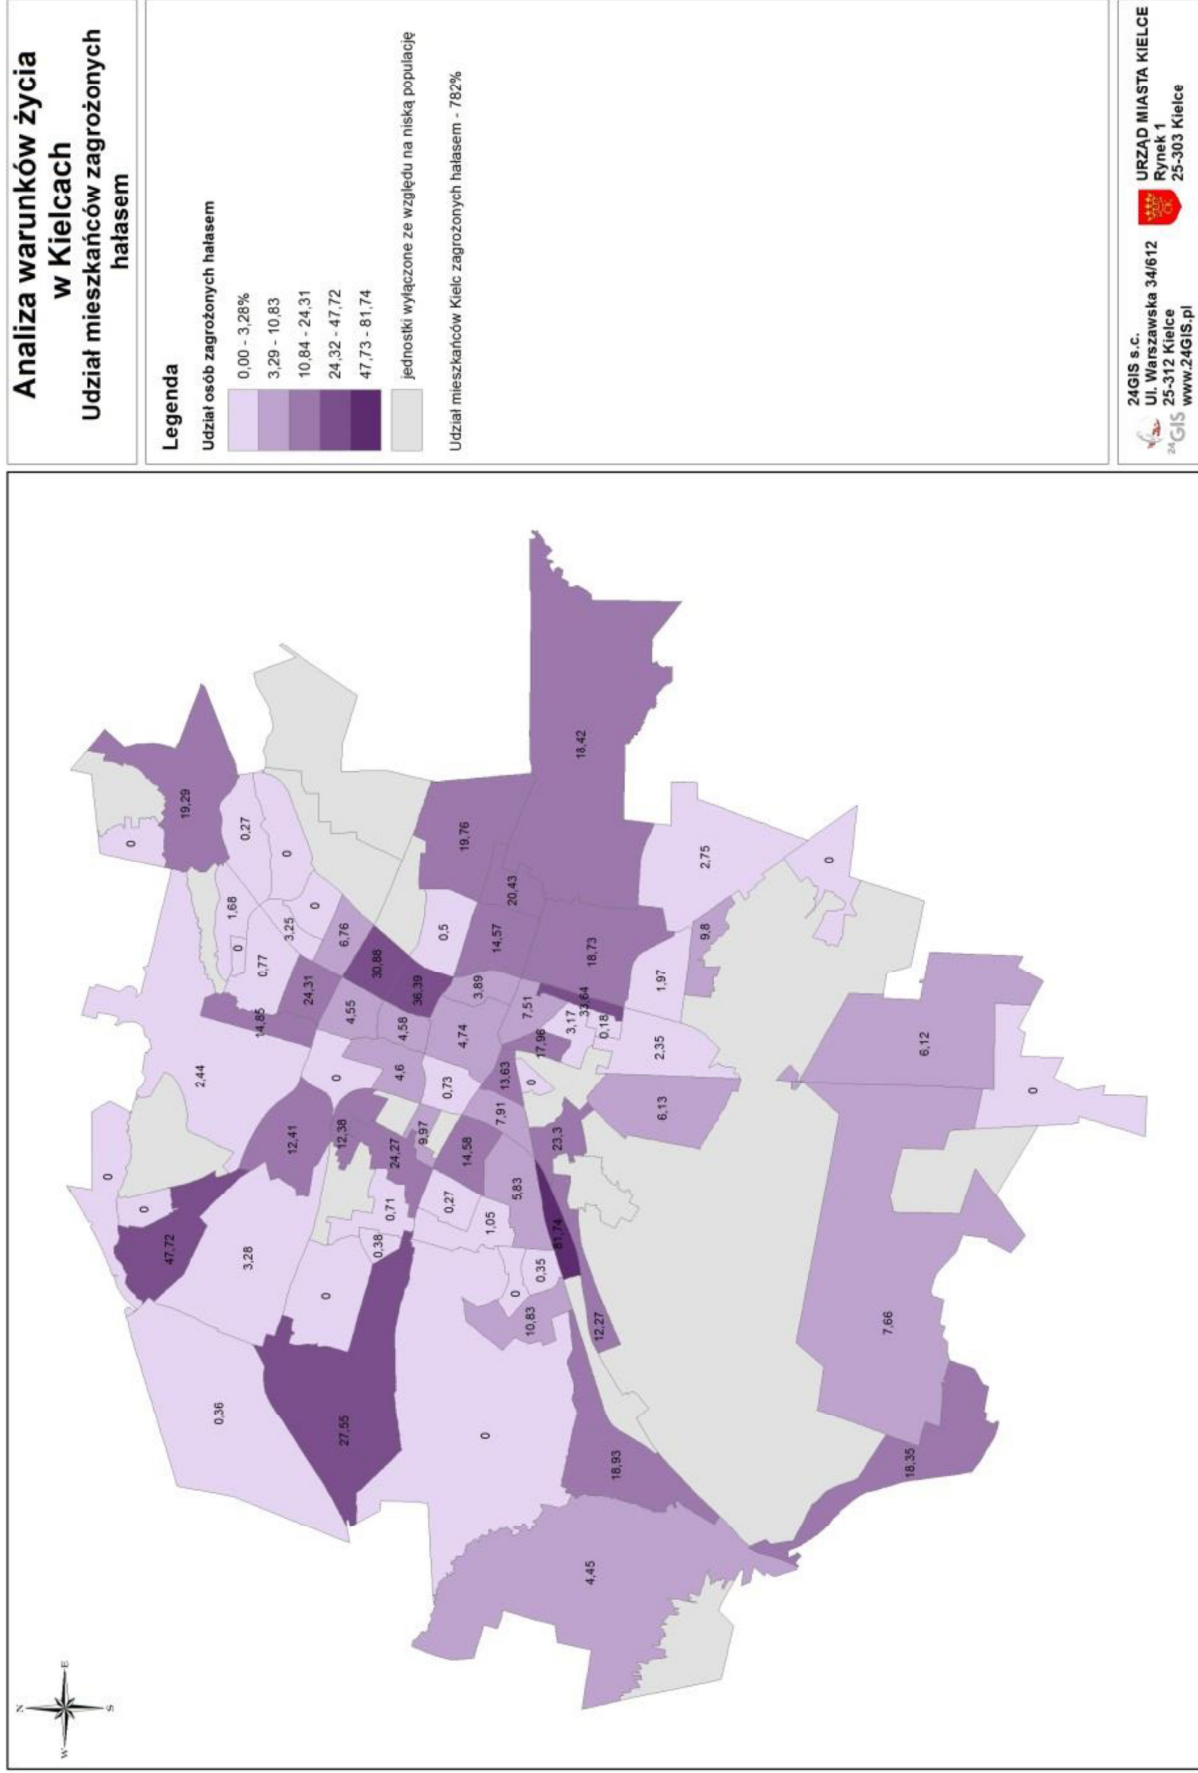 Analiza warunków życia
w Kielcach
Udział mieszkańców zagrożonych
hałasem
Legenda
Udział osób zagrożonych hałasem
0,00 - 3,28%
3,29 - 10,83
10,84 - 24,31
24,32 - 47,72
47,73 - 81,74
jednostki wyłączone ze względu na niską populację
Udział mieszkańców Kielc zagrożonych hałasem - 782%
24GIS
24GIS s.c.
Ul. Warszawska 34/612
25-312 Kielce
www.24GIS.pl
URZĄD MIASTA KIELCE
Rynek 1
25-303 Kielce
N
W
E
S
0
0
0
47,72
19,29
2,44
0,36
1,68
0
0,27
3,28
14,85
0,77
0
3,25
12,41
24,31
0
0
0
6,76
12,38
27,55
4,55
30,88
0,38
0,71
24,27
4,6
4,58
36,39
9,97
0,5
0,73
0,27
4,74
19,76
14,58
3,89
0
1,05
14,57
7,91
13,63
20,43
0
5,83
7,51
10,83
0
17,96
0,35
23,3
81,74
3,17
18,42
33,64
4,45
18,73
12,27
0,18
18,93
2,35
1,97
6,13
9,8
2,75
0
7,66
18,35
6,12
0